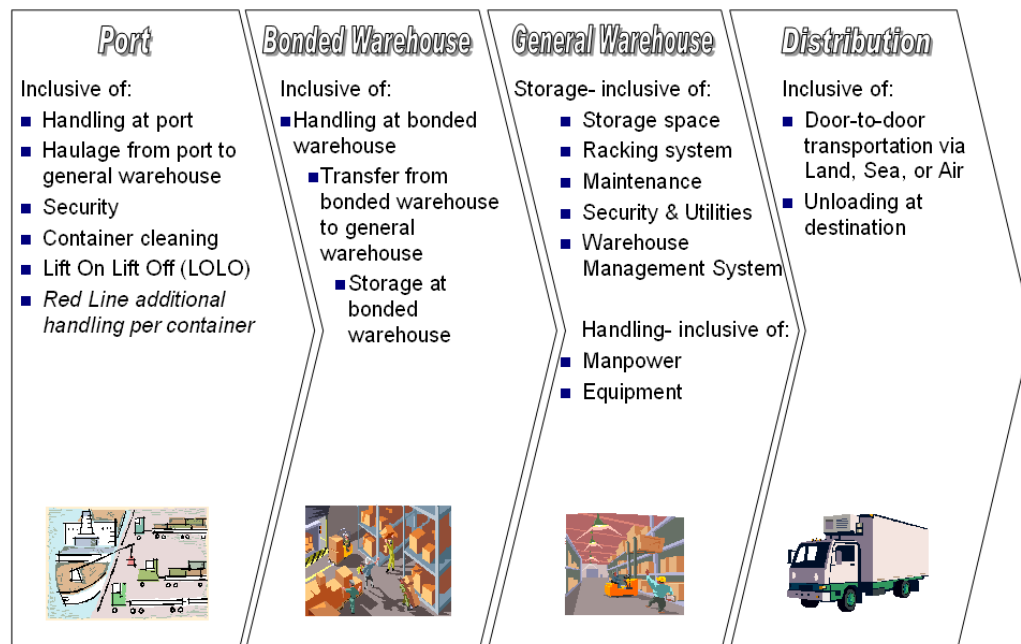 Port
Inclusive of:
Handling at port
Haulage from port to
general warehouse
Security
Container cleaning
Lift On Lift Off (LOLO)
Red Line additional
handling per container
Bonded Warehouse
Inclusive of:
Handling at bonded
warehouse
Transfer from
bonded warehouse
to general
warehouse
Storage at
bonded
warehouse
General Warehouse
Storage- inclusive of:
Storage space
Racking system
Maintenance
Security & Utilities
Warehouse
Management System
Handling- inclusive of:
Manpower
Equipment
Distribution
Inclusive of:
Door-to-door
transportation via
Land, Sea, or Air
Unloading at
destination